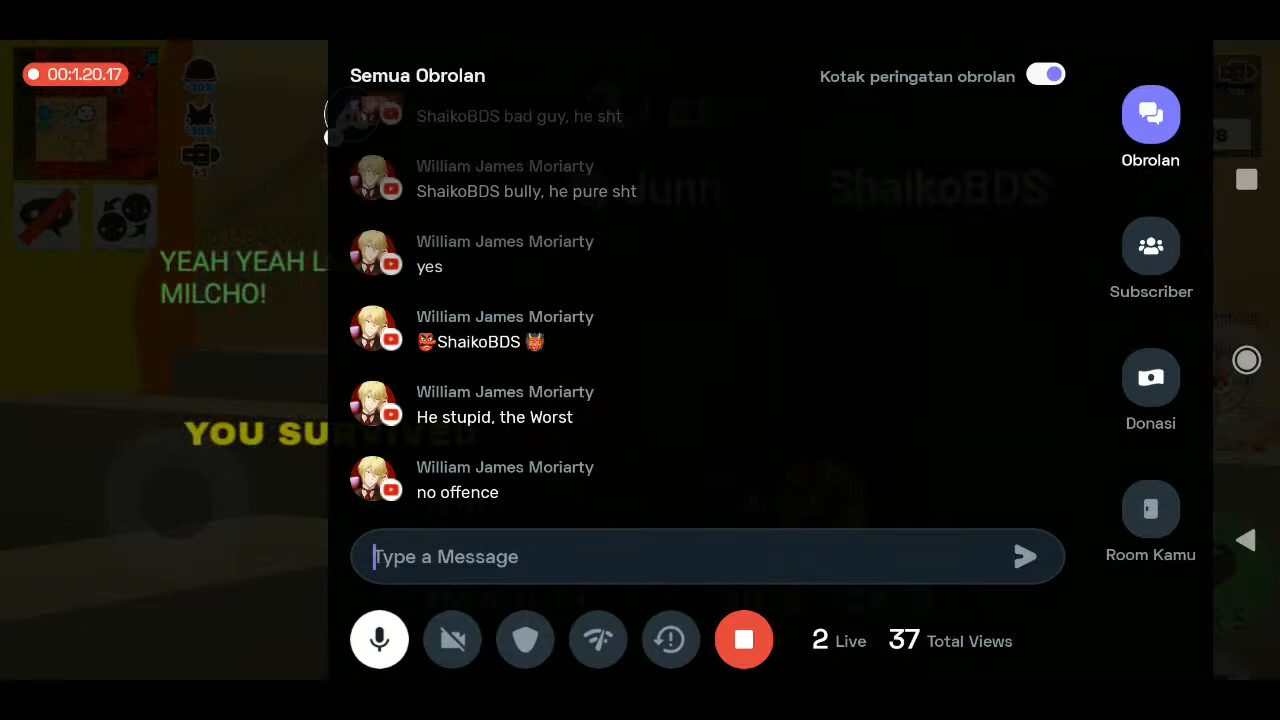 00:1.20.17
Semua Obrolan
Kotak peringatan obrolan
ShaikoBDS bad guy, he sht
William James Moriarty
ShaikoBDS bully, he pure sht
William James Moriarty
yes
William James Moriarty
👺ShaikoBDS 👹
William James Moriarty
He stupid, the Worst
William James Moriarty
no offence
Type a Message
2 Live 37 Total Views
Obrolan
Subscriber
Donasi
Room Kamu
YEAH YEAH L
MILCHO!
YOU SURVIVED
ShaikoBDS
-30%